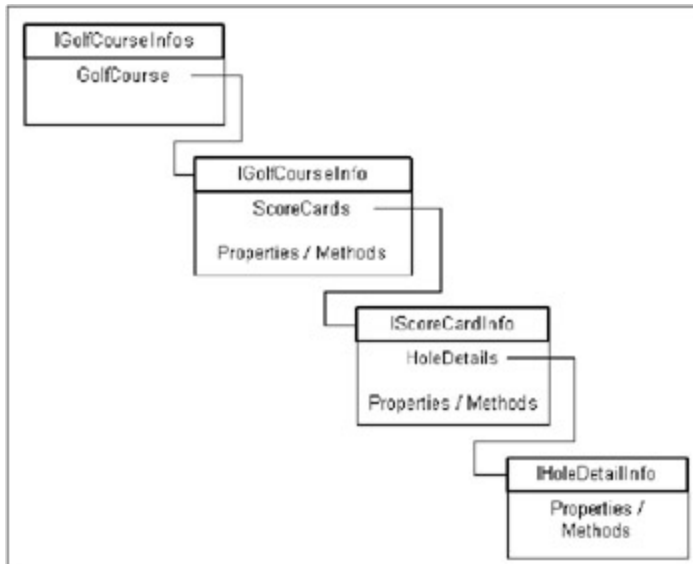 IGolfCourseInfos
GolfCourse
IGolfCourseInfo
ScoreCards
Properties / Methods
IScoreCardInfo
HoleDetails
Properties / Methods
IHoleDetailInfo
Properties /
Methods